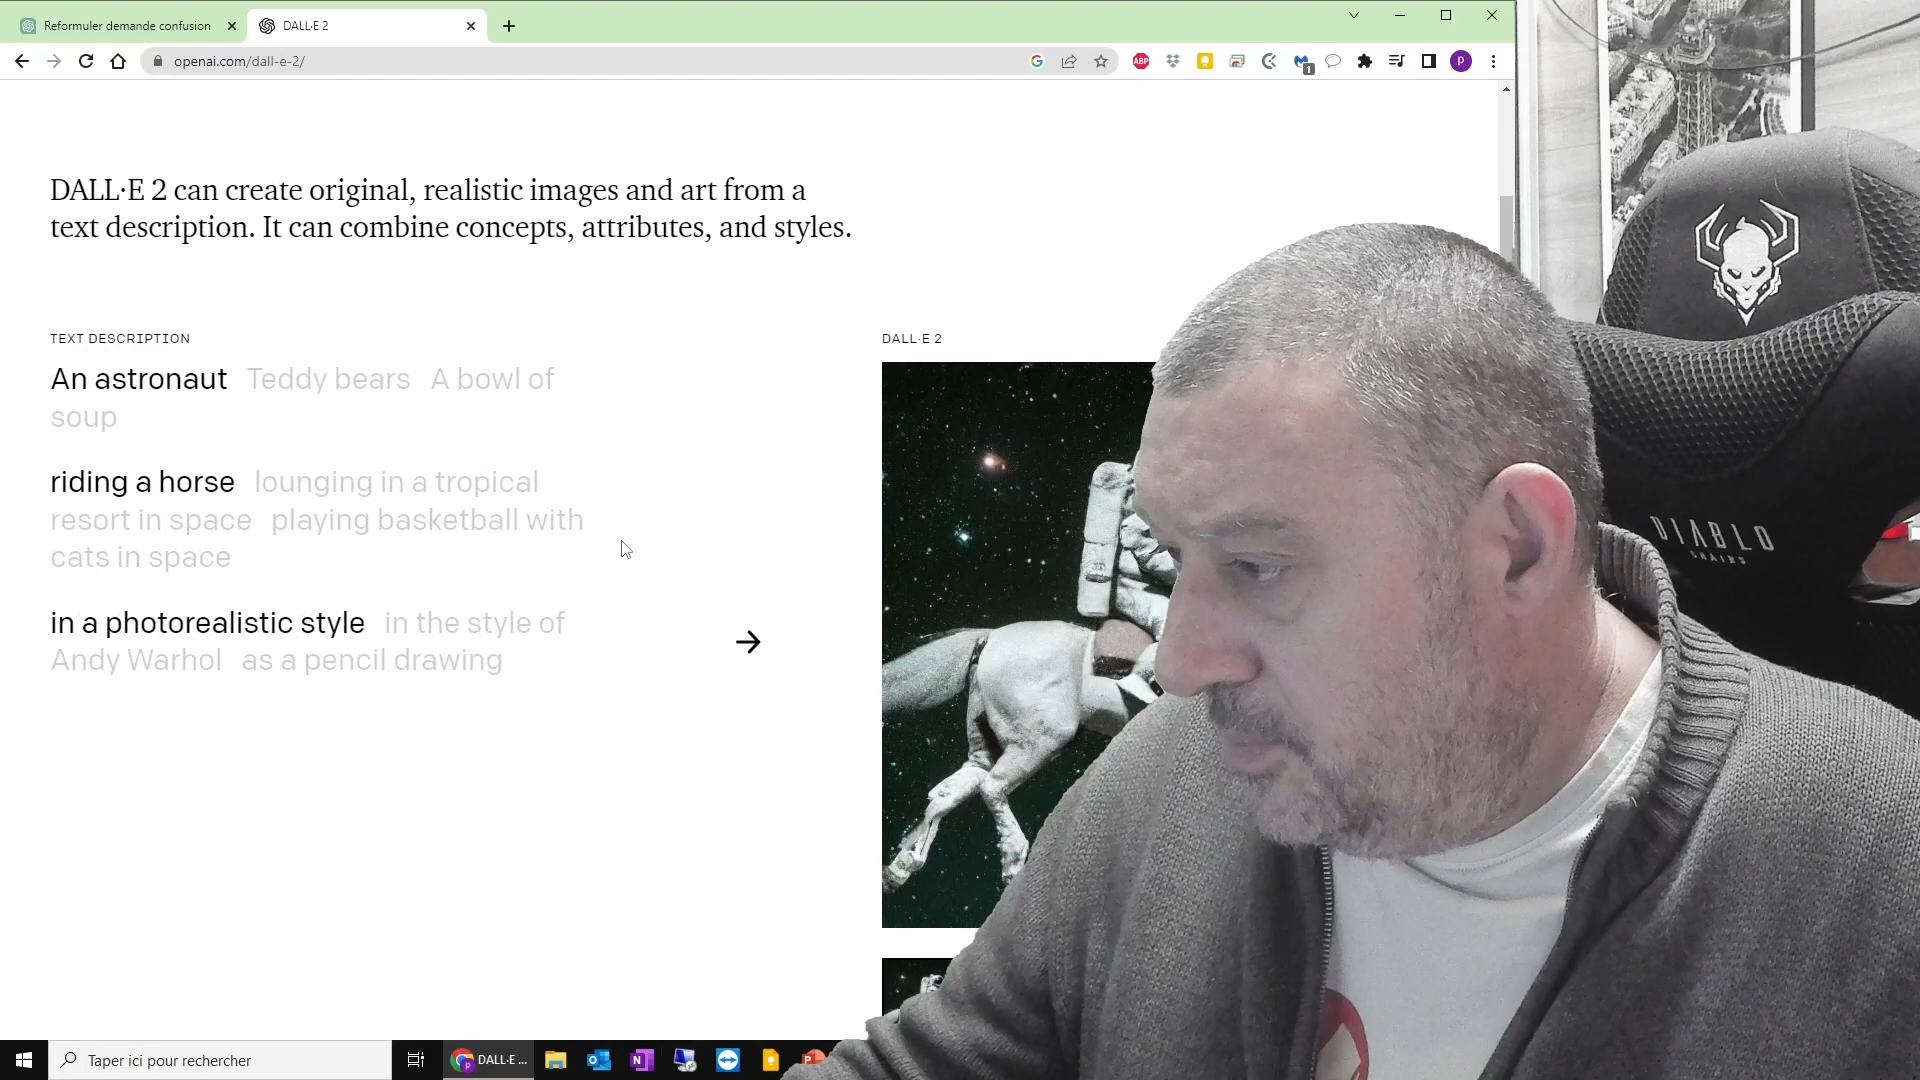 Reformuler demande confusion
DALL·E 2
openai.com/dall-e-2/
ABP
1
P
DALL·E 2 can create original, realistic images and art from a
text description. It can combine concepts, attributes, and styles.
TEXT DESCRIPTION
DALL·E 2
An astronaut Teddy bears A bowl of
soup
riding a horse lounging in a tropical
resort in space playing basketball with
cats in space
in a photorealistic style in the style of
Andy Warhol as a pencil drawing
DIABLO
CHAIRS
Taper ici pour rechercher
DALL·E ...